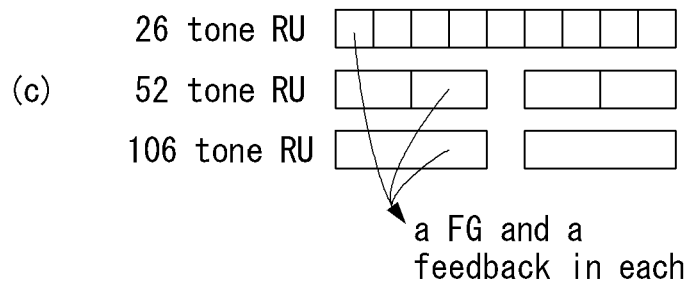 26 tone RU
(c) 52 tone RU
106 tone RU
a FG and a
feedback in each